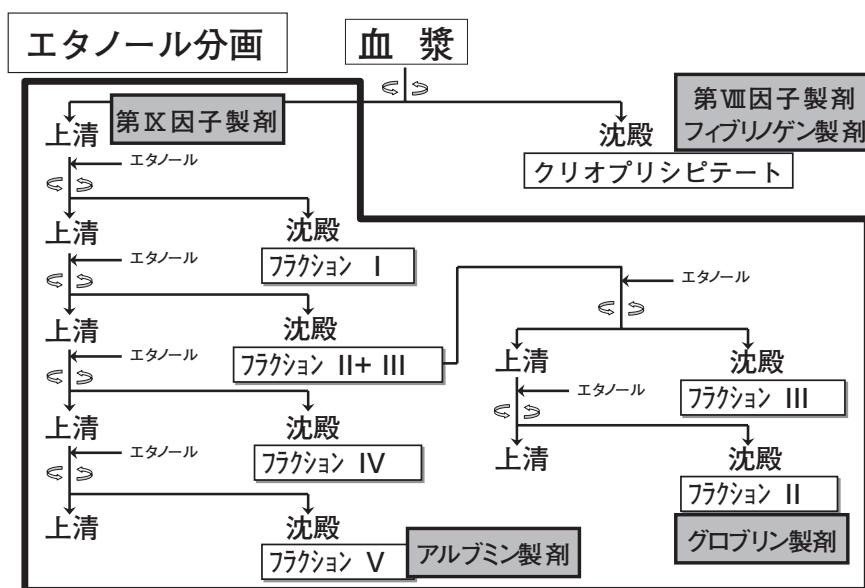 エタノール分画
血 漿
第Ⅸ因子製剤
上清
沈殿
第Ⅷ因子製剤
フィブリノゲン製剤
クリオプリシピテート
エタノール
上清
沈殿
フラクション Ⅰ
エタノール
エタノール
上清
沈殿
フラクション II+ III
上清
沈殿
フラクション III
エタノール
エタノール
上清
沈殿
フラクション IV
上清
沈殿
フラクション II
グロブリン製剤
エタノール
上清
沈殿
フラクション V
アルブミン製剤